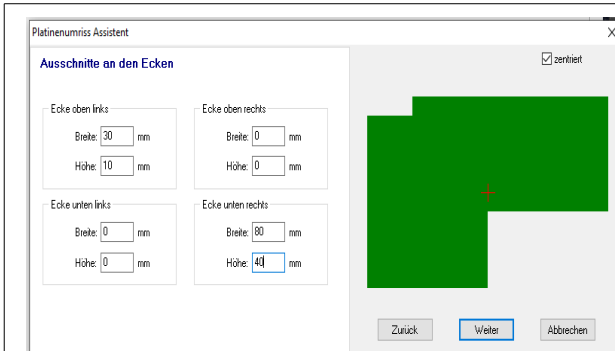 Platinenumriss Assistent
Ausschnitte an den Ecken
zentriert
Ecke oben links
Breite: 30 mm
Höhe: 10 mm
Ecke oben rechts
Breite: 0 mm
Höhe: 0 mm
Ecke unten links
Breite: 0 mm
Höhe: 0 mm
Ecke unten rechts
Breite: 80 mm
Höhe: 40 mm
Zurück Weiter Abbrechen